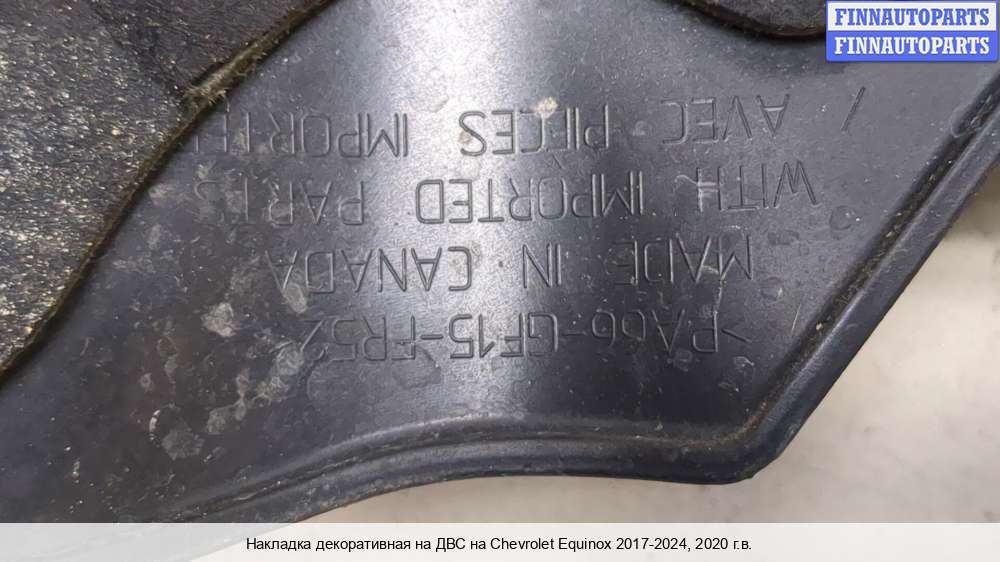 FINNAUTOPARTS
FINNAUTOPARTS
>PA66-GF15-FR52
MADE IN CANADA
WITH IMPORTED PARTS
/ AVEC PIECES
Накладка декоративная на ДВС на Chevrolet Equinox 2017-2024, 2020 г.в.